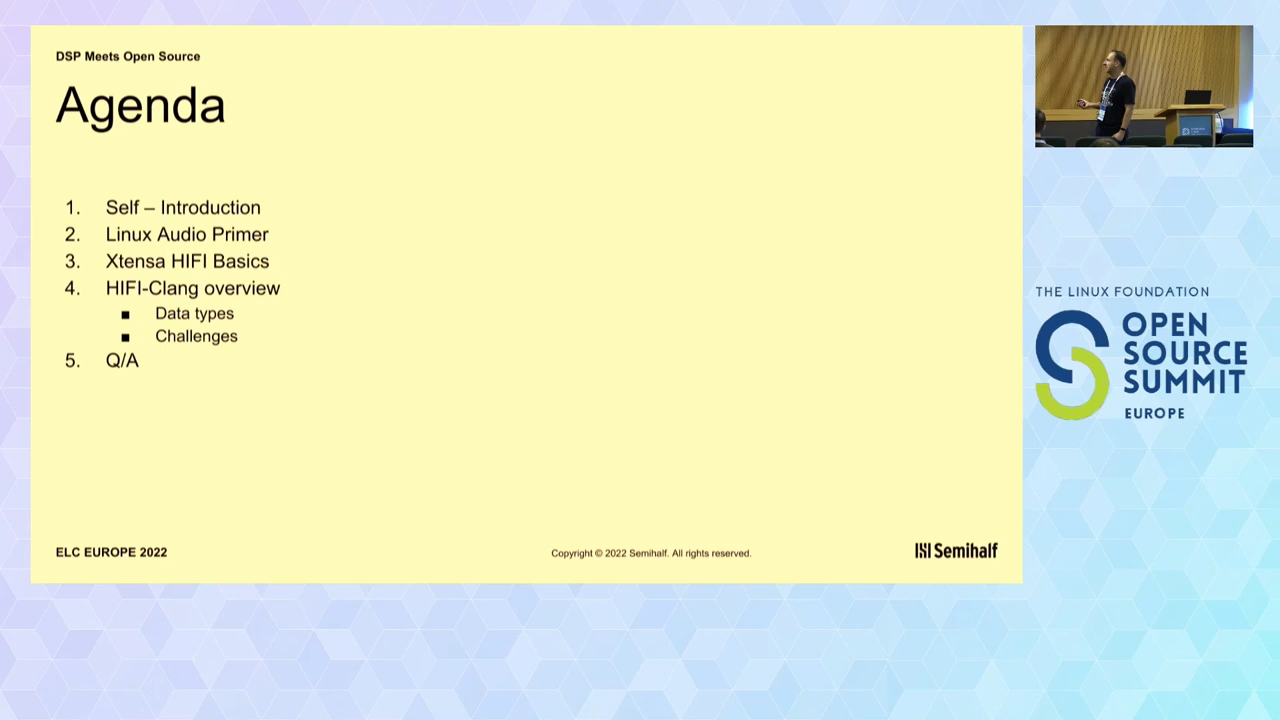 DSP Meets Open Source
Agenda
1. Self – Introduction
2. Linux Audio Primer
3. Xtensa HIFI Basics
4. HIFI-Clang overview
■ Data types
■ Challenges
5. Q/A
ELC EUROPE 2022
Copyright © 2022 Semihalf. All rights reserved.
Semihalf
THE LINUX FOUNDATION
OPEN
SOURCE
SUMMIT
EUROPE